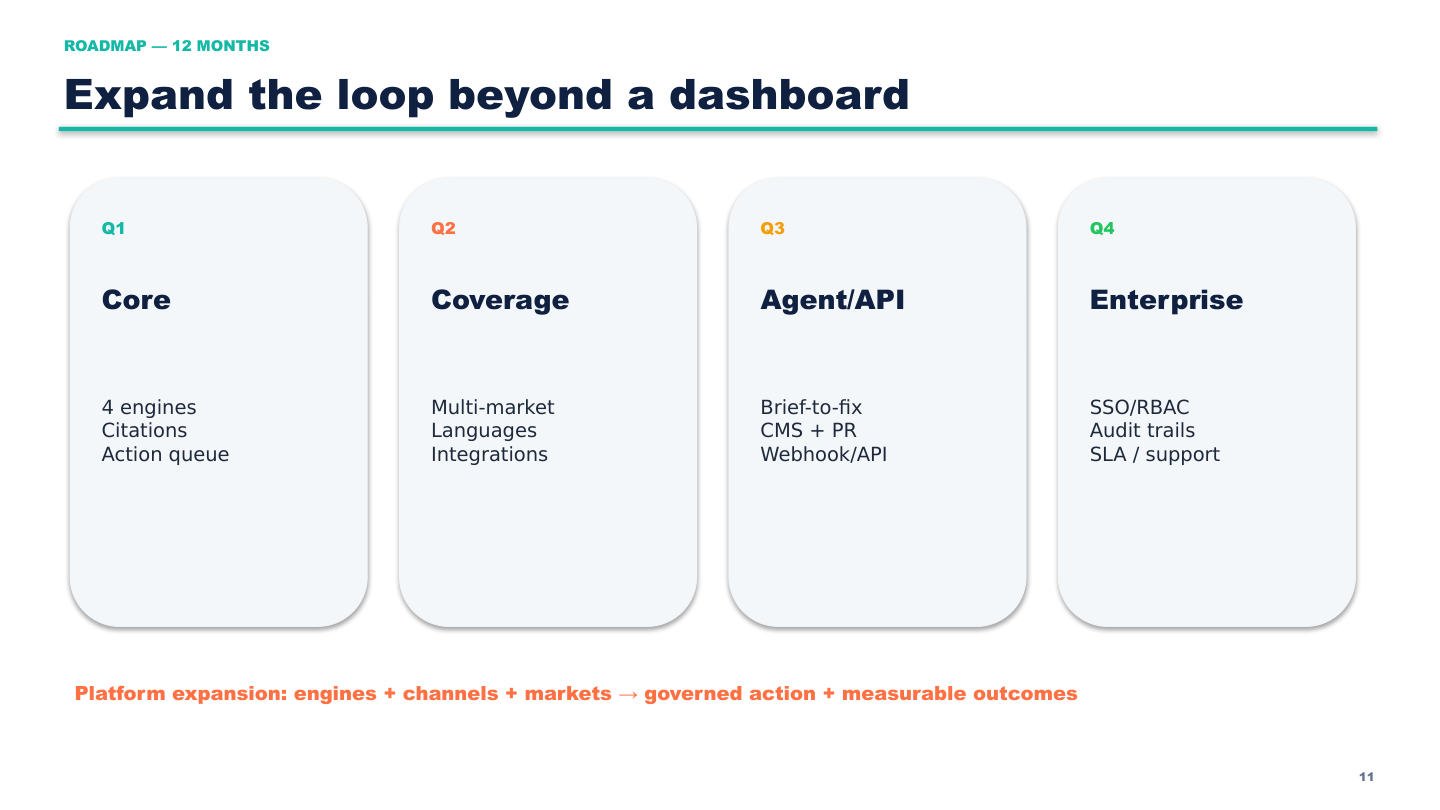 ROADMAP — 12 MONTHS
Expand the loop beyond a dashboard
Q1
Core
4 engines
Citations
Action queue
Q2
Coverage
Multi-market
Languages
Integrations
Q3
Agent/API
Brief-to-fix
CMS + PR
Webhook/API
Q4
Enterprise
SSO/RBAC
Audit trails
SLA / support
Platform expansion: engines + channels + markets → governed action + measurable outcomes
11